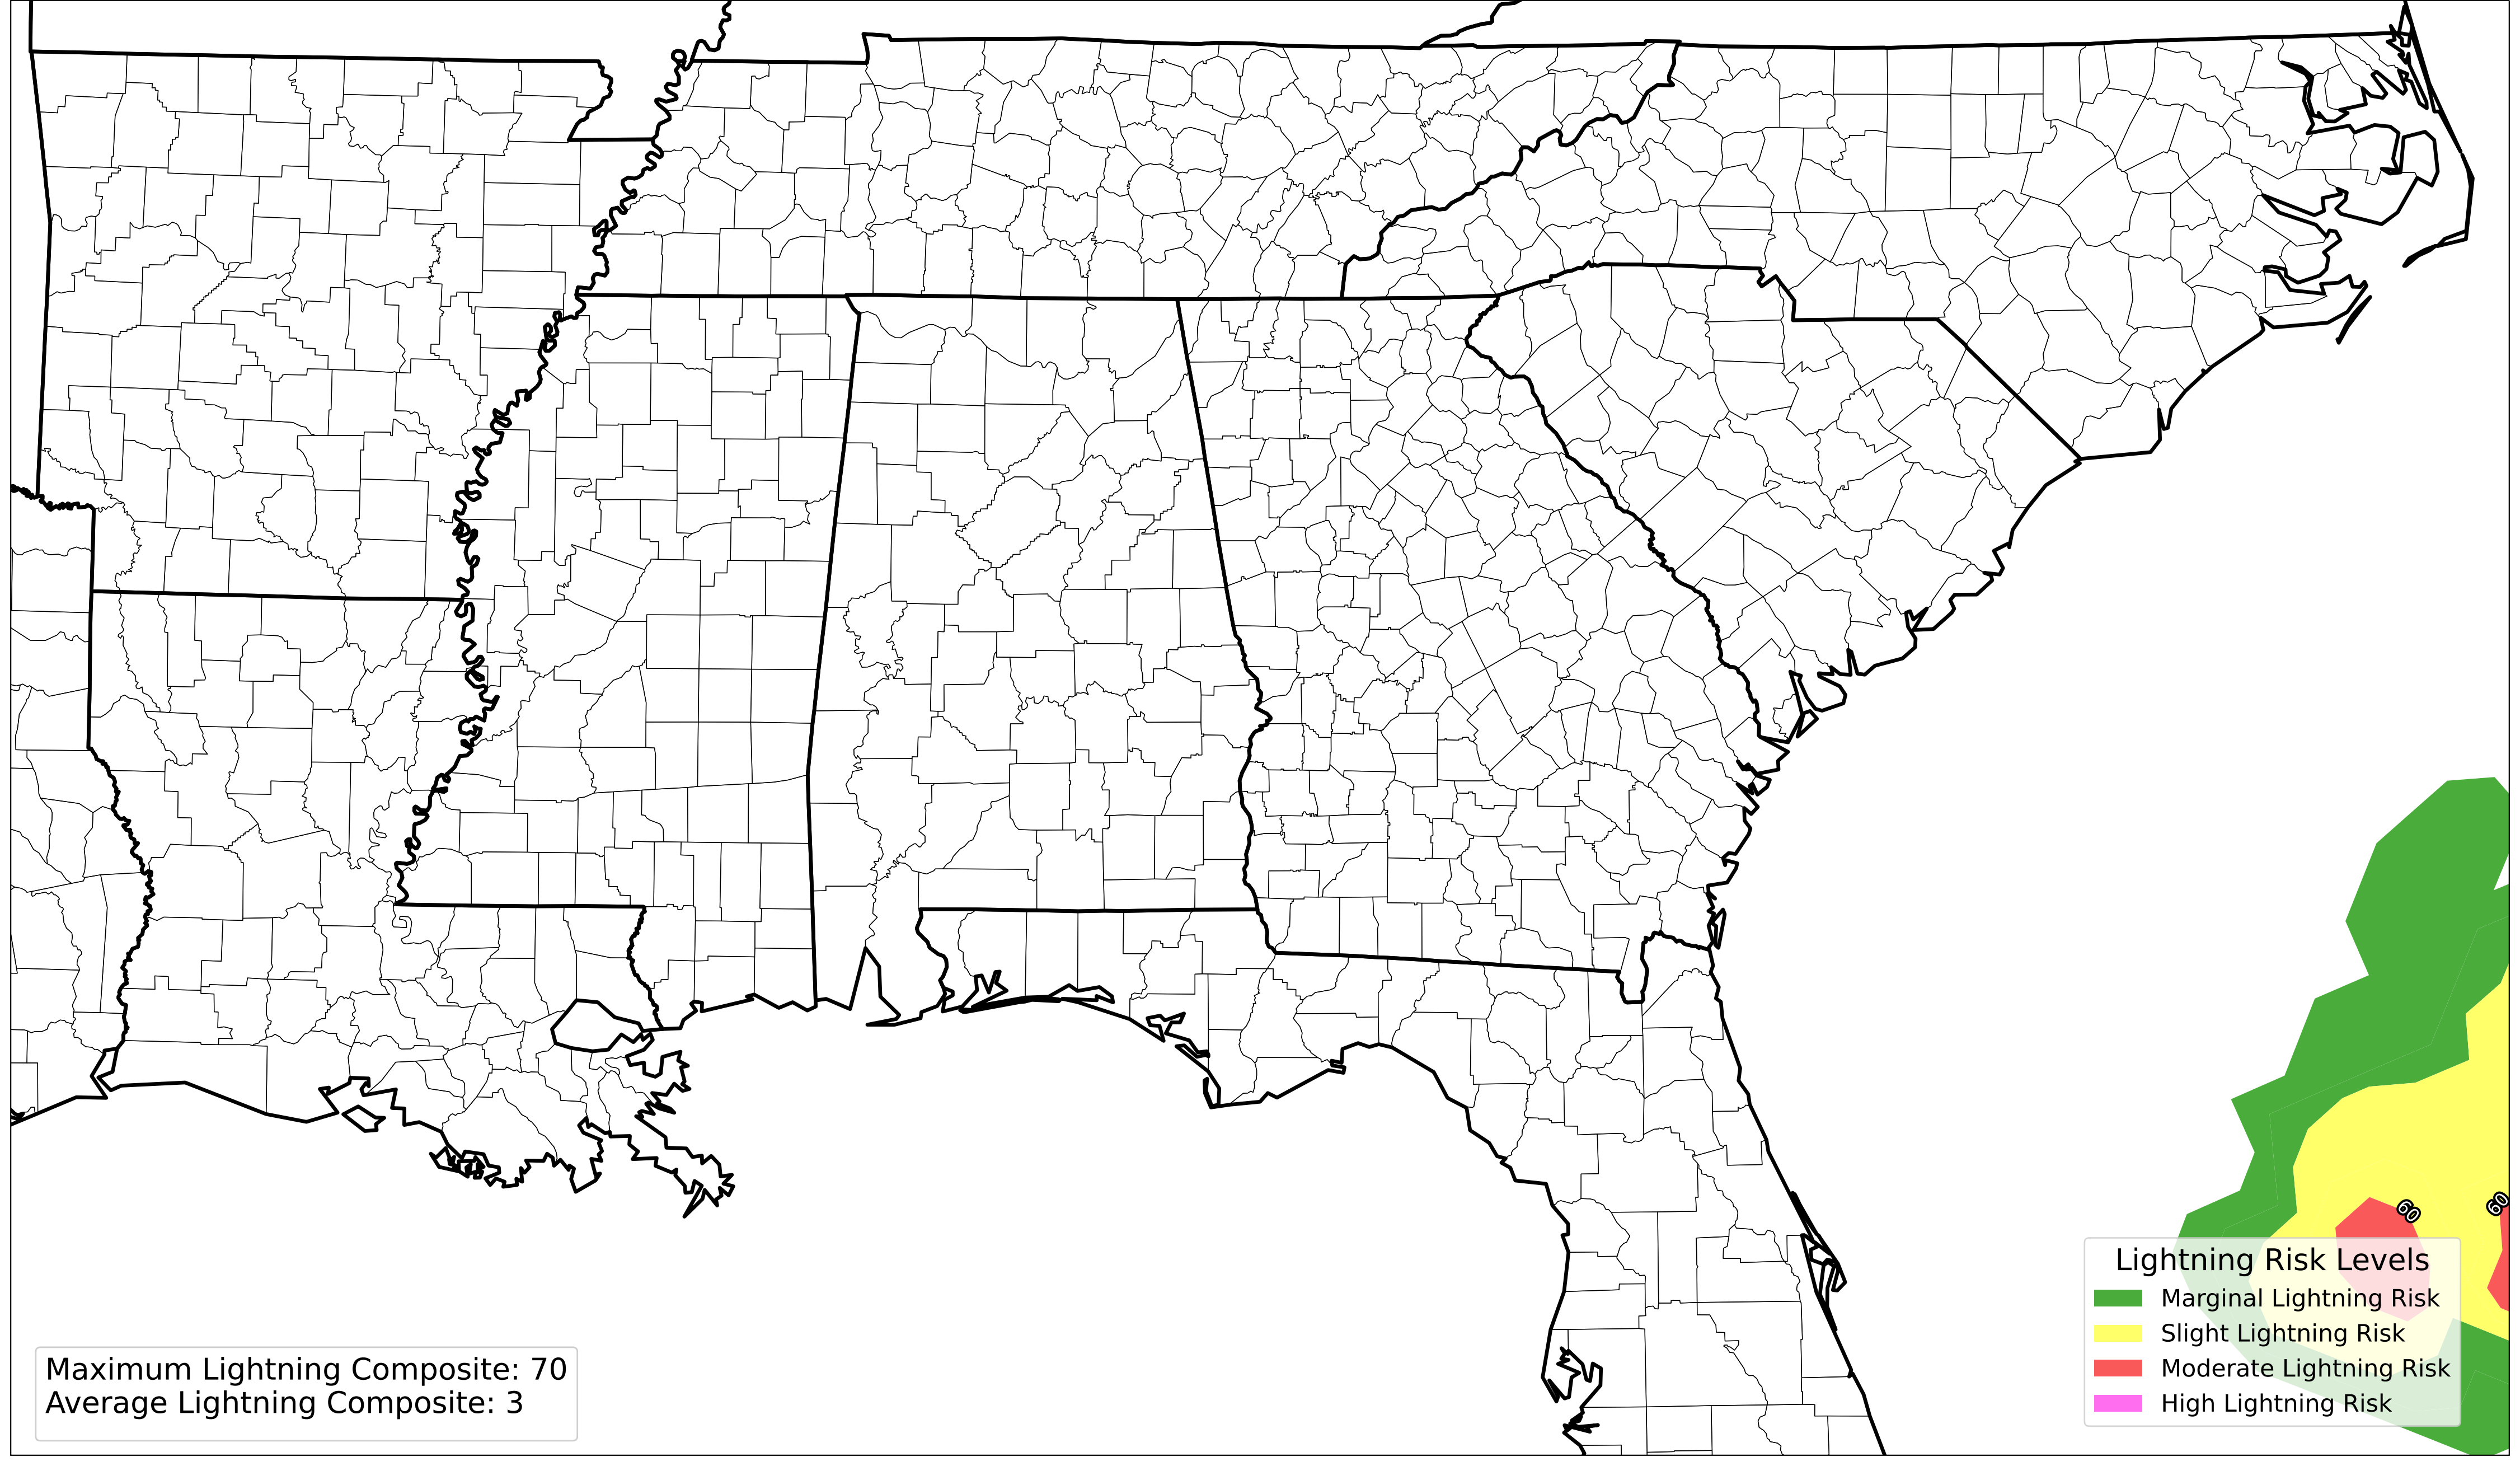 60
60
Lightning Risk Levels
Marginal Lightning Risk
Slight Lightning Risk
Moderate Lightning Risk
High Lightning Risk
Maximum Lightning Composite: 70
Average Lightning Composite: 3